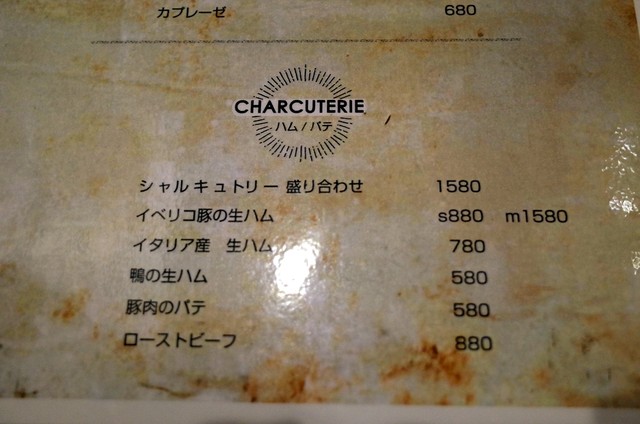 カプレーゼ 680
CHARCUTERIE
ハム / パテ
シャルキュトリー 盛り合わせ 1580
イベリコ豚の生ハム s880 m1580
イタリア産 生ハム 780
鴨の生ハム 580
豚肉のパテ 580
ローストビーフ 880